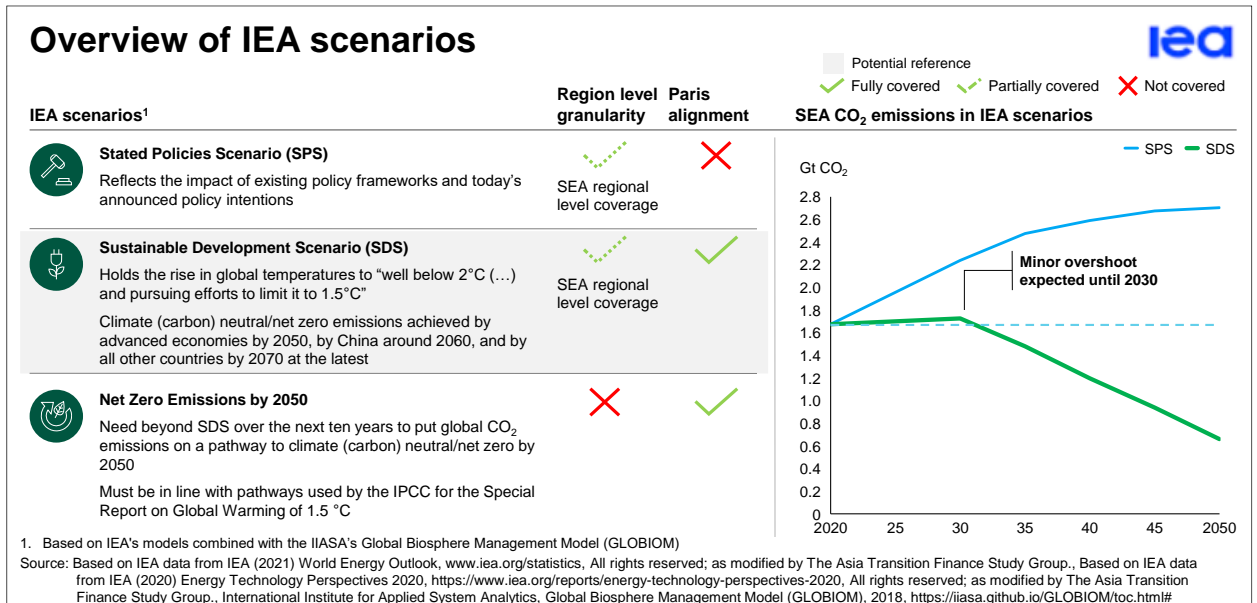 Overview of IEA scenarios
iea
Potential reference
Fully covered
Partially covered
Not covered
IEA scenarios1
Region level granularity
Paris alignment
SEA CO2 emissions in IEA scenarios
Stated Policies Scenario (SPS)
Reflects the impact of existing policy frameworks and today's
announced policy intentions
SEA regional
level coverage
Sustainable Development Scenario (SDS)
Holds the rise in global temperatures to “well below 2°C (…)
and pursuing efforts to limit it to 1.5°C”
Climate (carbon) neutral/net zero emissions achieved by
advanced economies by 2050, by China around 2060, and by
all other countries by 2070 at the latest
SEA regional
level coverage
Net Zero Emissions by 2050
Need beyond SDS over the next ten years to put global CO2
emissions on a pathway to climate (carbon) neutral/net zero by
2050
Must be in line with pathways used by the IPCC for the Special
Report on Global Warming of 1.5 °C
SPS
SDS
Gt CO2
2.8
2.6
2.4
2.2
2.0
1.8
1.6
1.4
1.2
1.0
0.8
0.6
0.4
0.2
0
Minor overshoot
expected until 2030
2020 25 30 35 40 45 2050
1. Based on IEA's models combined with the IIASA's Global Biosphere Management Model (GLOBIOM)
Source: Based on IEA data from IEA (2021) World Energy Outlook, www.iea.org/statistics, All rights reserved; as modified by The Asia Transition Finance Study Group., Based on IEA data
from IEA (2020) Energy Technology Perspectives 2020, https://www.iea.org/reports/energy-technology-perspectives-2020, All rights reserved; as modified by The Asia Transition
Finance Study Group., International Institute for Applied System Analytics, Global Biosphere Management Model (GLOBIOM), 2018, https://iiasa.github.io/GLOBIOM/toc.html#